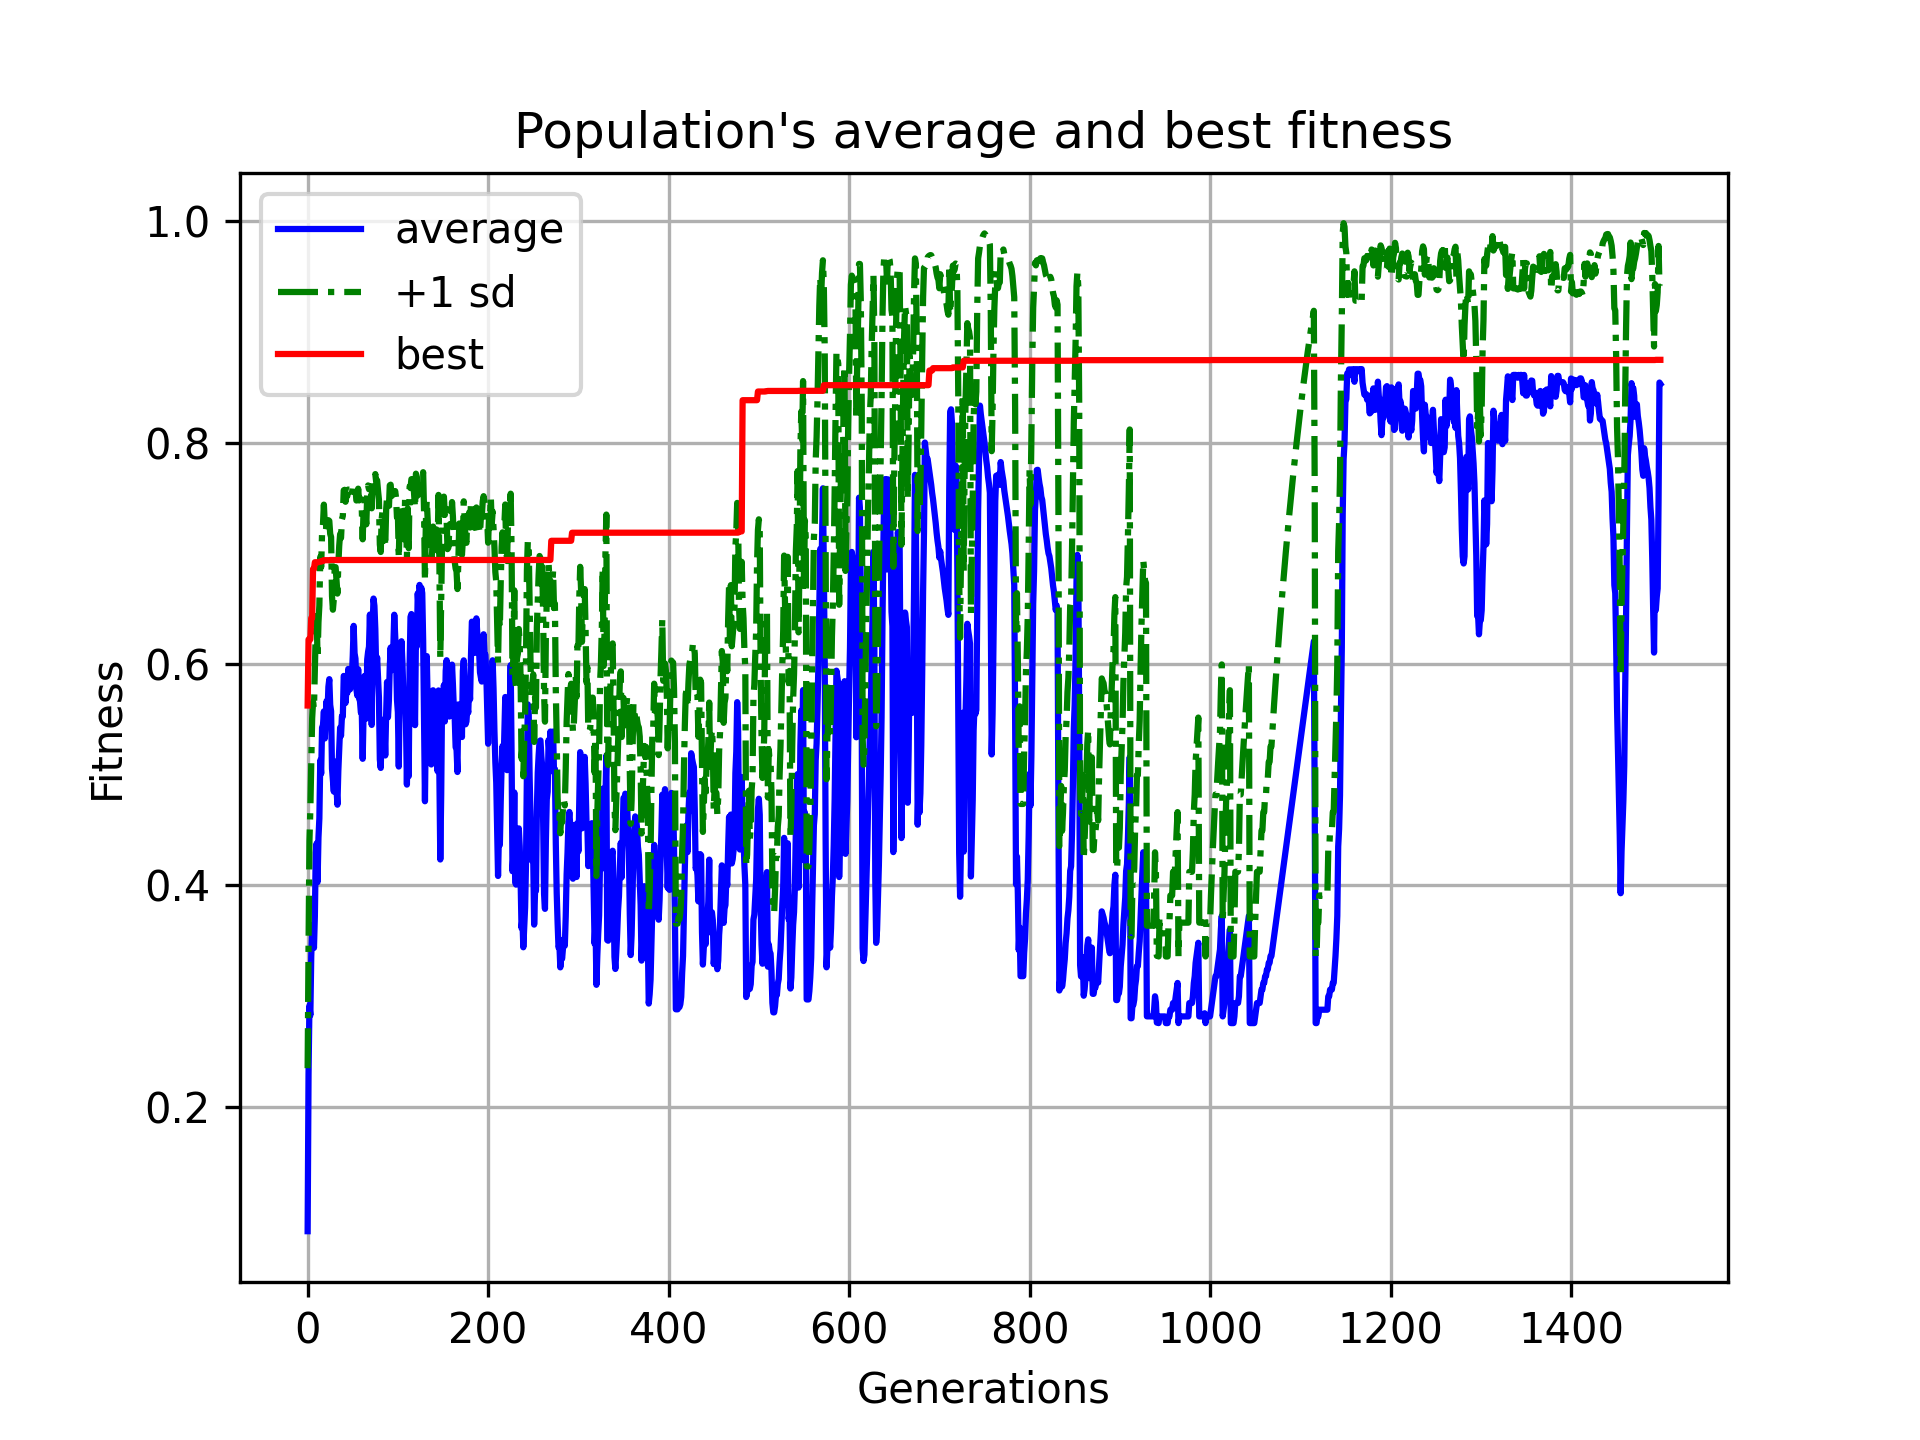 Population's average and best fitness
average
+1 sd
best
1.0
0.8
0.6
0.4
0.2
Fitness
0 200 400 600 800 1000 1200 1400
Generations